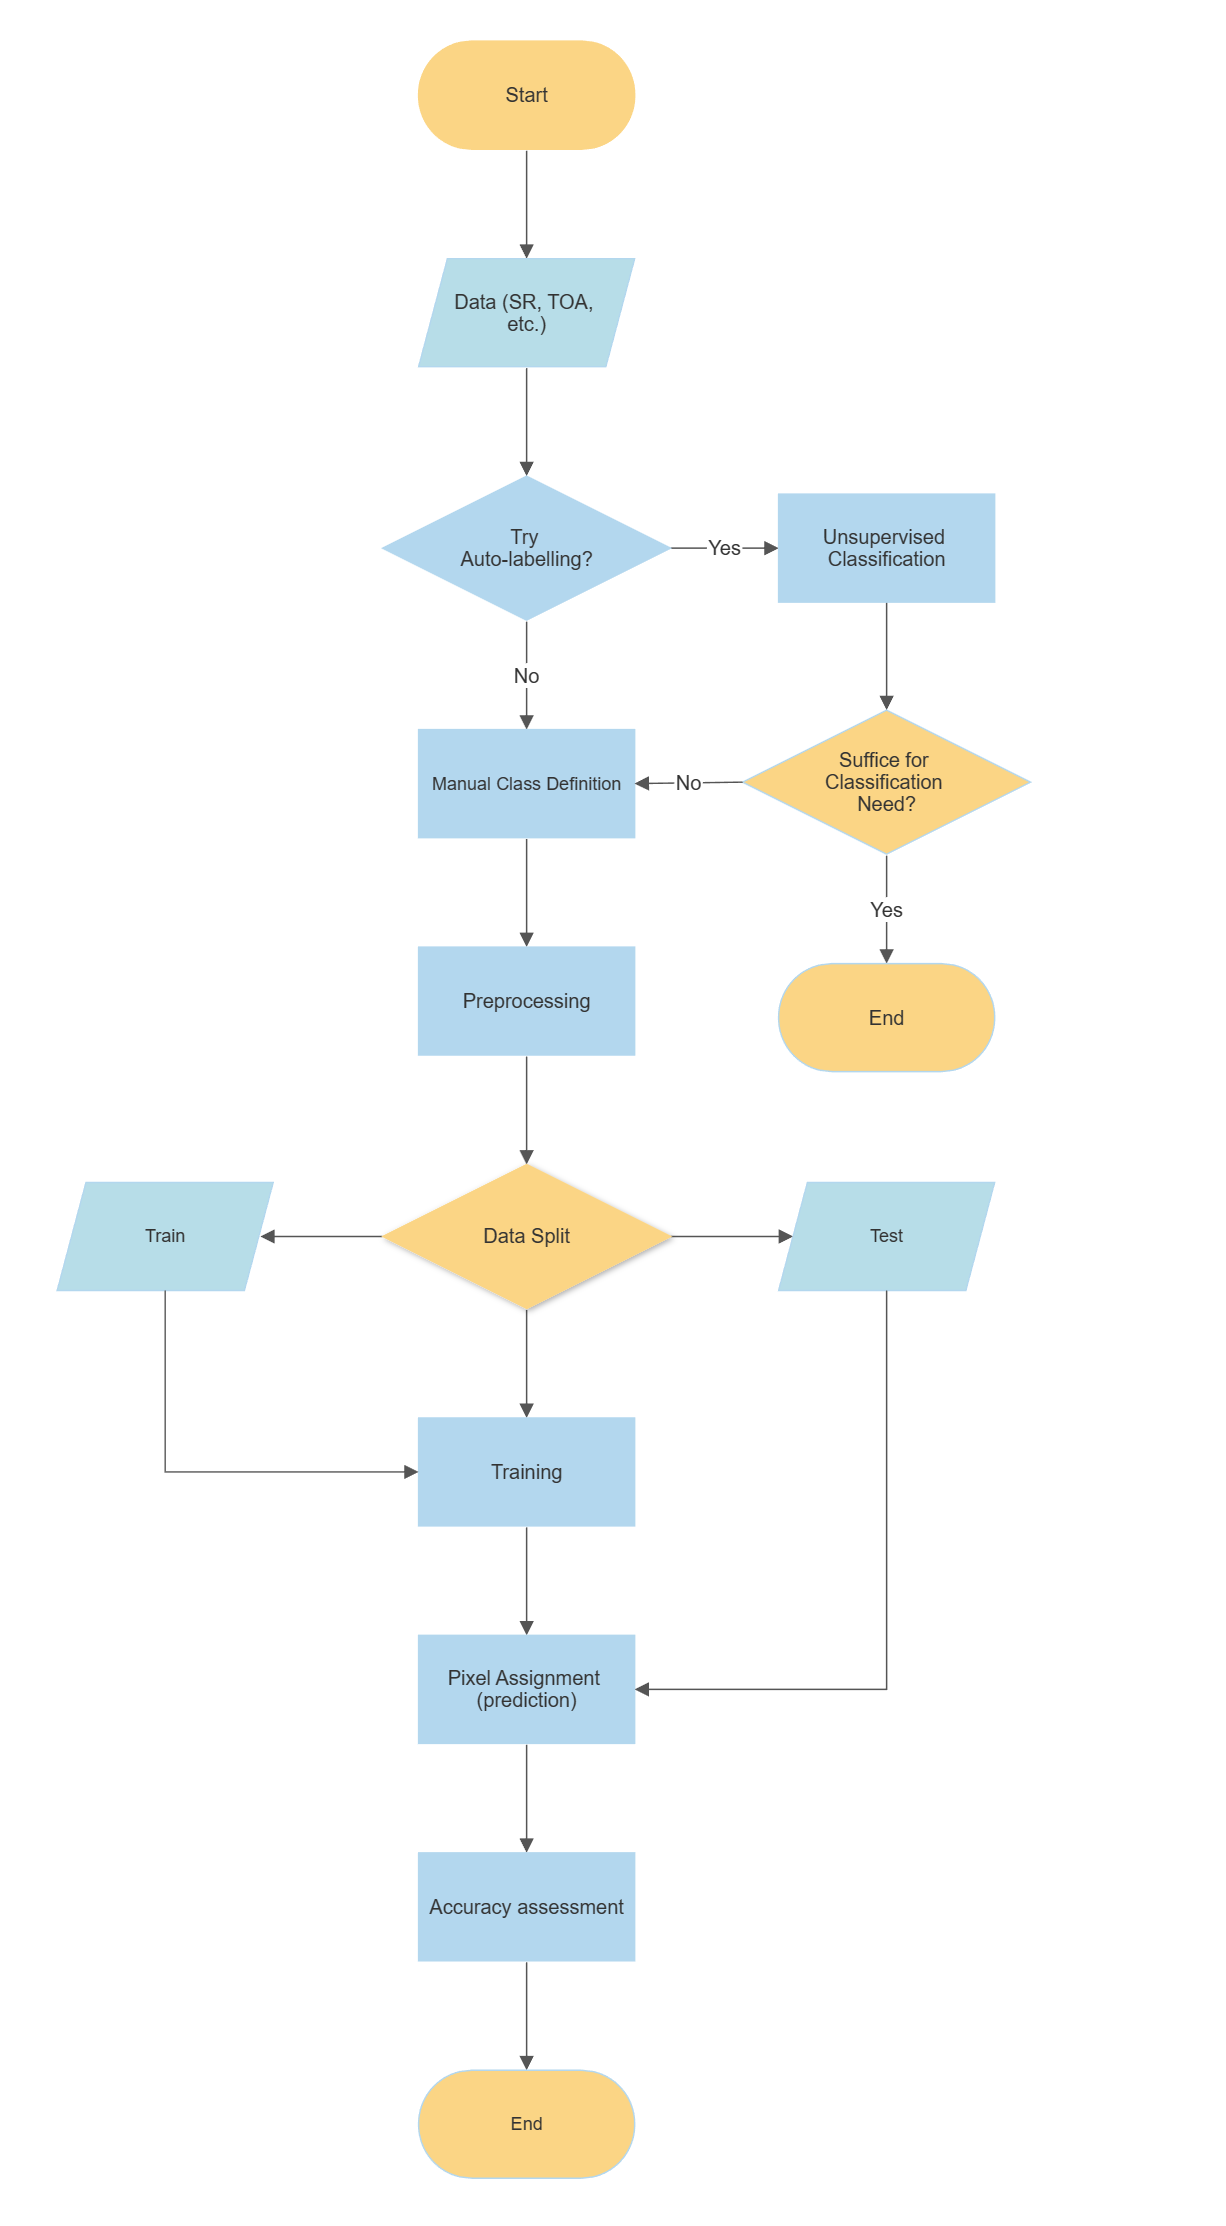 Start
Data (SR, TOA,
etc.)
Try
Auto-labelling?
Yes
Unsupervised
Classification
No
Manual Class Definition
No
Suffice for
Classification
Need?
Yes
Preprocessing
End
Train
Data Split
Test
Training
Pixel Assignment
(prediction)
Accuracy assessment
End